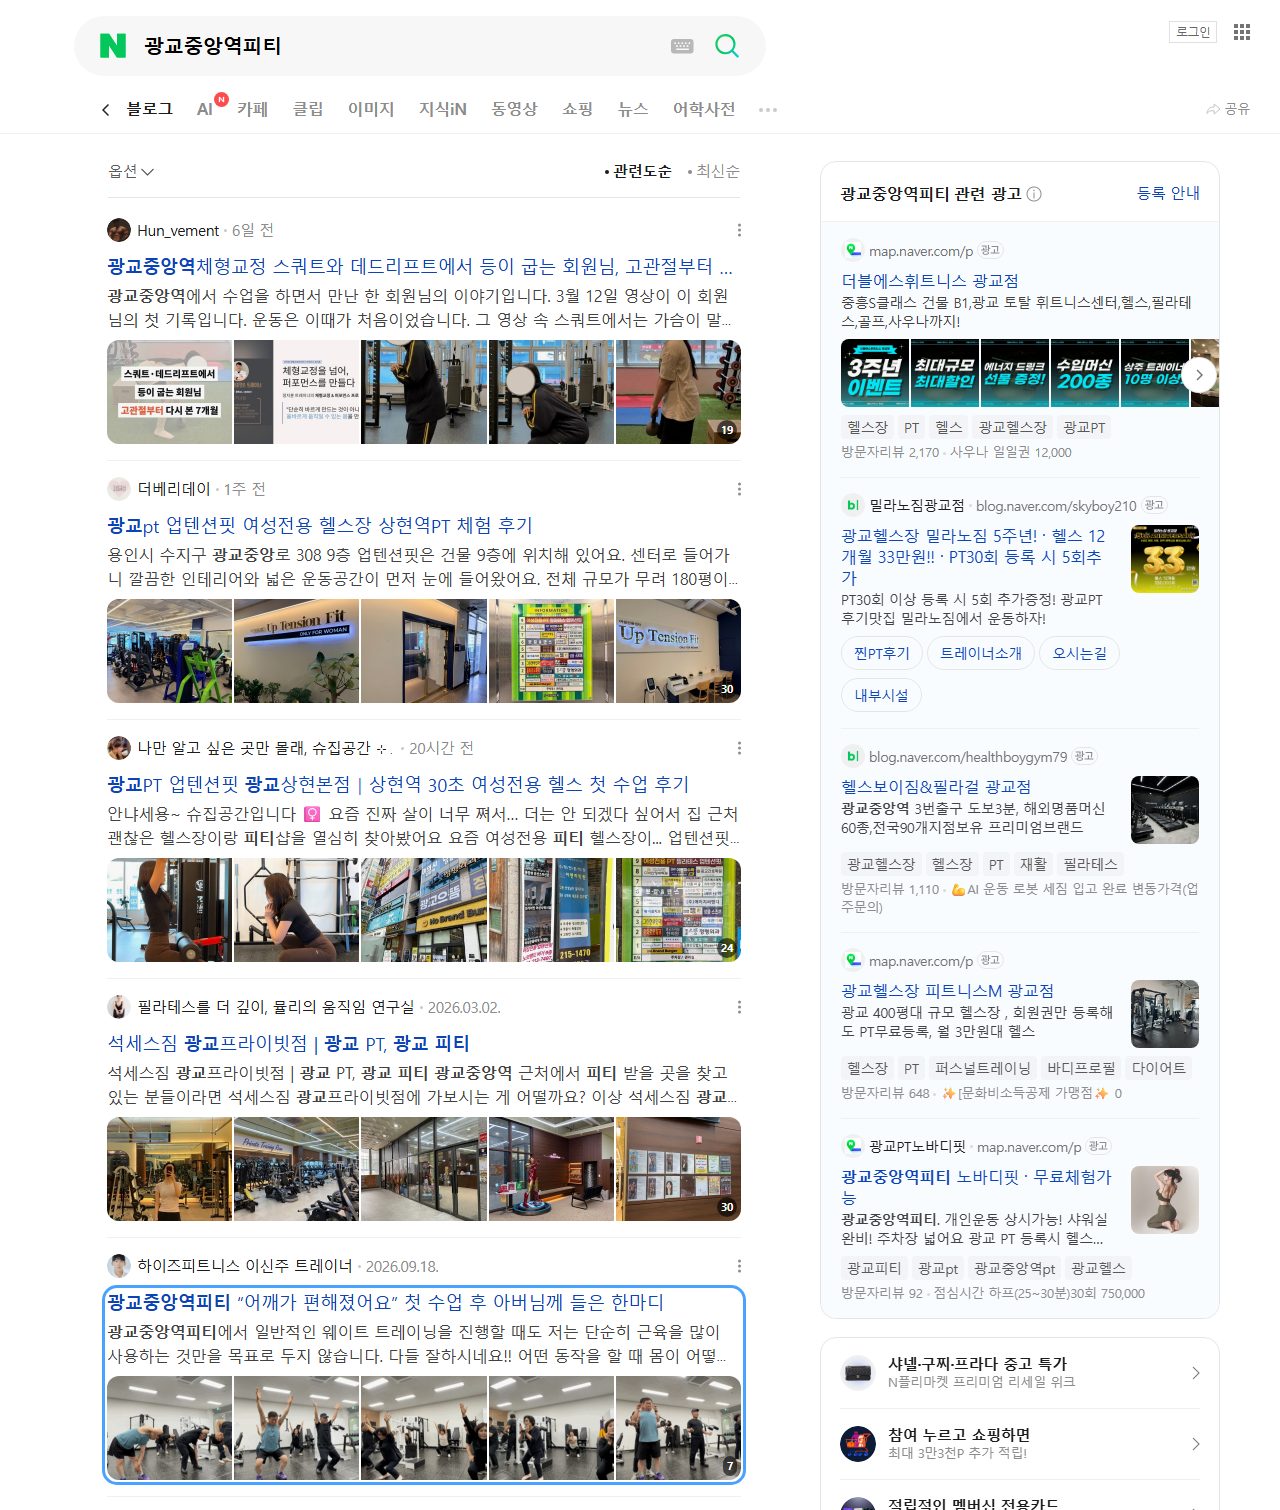 광교중앙역피티
로그인
블로그 AI N 카페 클립 이미지 지식iN 동영상 쇼핑 뉴스 어학사전
공유
옵션
• 관련도순 • 최신순
Hun_vement · 6일 전
광교중앙역체형교정 스쿼트와 데드리프트에서 등이 굽는 회원님, 고관절부터 ...
광교중앙역에서 수업을 하면서 만난 한 회원님의 이야기입니다. 3월 12일 영상이 이 회원
님의 첫 기록입니다. 운동은 이때가 처음이었습니다. 그 영상 속 스쿼트에서는 가슴이 말...
스쿼트·데드리프트에서
등이 굽는 회원님
고관절부터 다시 본 7개월
체형교정을 넘어,
퍼포먼스를 만들다
19
더베리데이 · 1주 전
광교pt 업텐션핏 여성전용 헬스장 상현역PT 체험 후기
용인시 수지구 광교중앙로 308 9층 업텐션핏은 건물 9층에 위치해 있어요. 센터로 들어가
니 깔끔한 인테리어와 넓은 운동공간이 먼저 눈에 들어왔어요. 전체 규모가 무려 180평이...
Up Tension Fit
ONLY FOR WOMAN
INFORMATION
Up Tension Fit
30
나만 알고 싶은 곳만 몰래, 슈집공간 ⊹ . · 20시간 전
광교PT 업텐션핏 광교상현본점 | 상현역 30초 여성전용 헬스 첫 수업 후기
안냐세용~ 슈집공간입니다 🚺 요즘 진짜 살이 너무 쪄서... 더는 안 되겠다 싶어서 집 근처
괜찮은 헬스장이랑 피티샵을 열심히 찾아봤어요 요즘 여성전용 피티 헬스장이... 업텐션핏...
광교으뜸
No Brand Bur
215-1470
24
필라테스를 더 깊이, 뮬리의 움직임 연구실 · 2026.03.02.
석세스짐 광교프라이빗점 | 광교 PT, 광교 피티
석세스짐 광교프라이빗점 | 광교 PT, 광교 피티 광교중앙역 근처에서 피티 받을 곳을 찾고
있는 분들이라면 석세스짐 광교프라이빗점에 가보시는 게 어떨까요? 이상 석세스짐 광교...
30
하이즈피트니스 이신주 트레이너 · 2026.09.18.
광교중앙역피티 “어깨가 편해졌어요” 첫 수업 후 아버님께 들은 한마디
광교중앙역피티에서 일반적인 웨이트 트레이닝을 진행할 때도 저는 단순히 근육을 많이
사용하는 것만을 목표로 두지 않습니다. 다들 잘하시네요!! 어떤 동작을 할 때 몸이 어떻...
7
광교중앙역피티 관련 광고
등록 안내
map.naver.com/p 광고
더블에스휘트니스 광교점
중흥S클래스 건물 B1,광교 토탈 휘트니스센터,헬스,필라테
스,골프,사우나까지!
3주년 이벤트
최대규모 최대할인
에너지 드링크 선물 증정!
수입머신 200종
상주 트레이너 10명 이상
헬스장 PT 헬스 광교헬스장 광교PT
방문자리뷰 2,170 · 사우나 일일권 12,000
밀라노짐광교점 · blog.naver.com/skyboy210 광고
광교헬스장 밀라노짐 5주년! · 헬스 12
개월 33만원!! · PT30회 등록 시 5회추
가
33
PT30회 이상 등록 시 5회 추가증정! 광교PT
후기맛집 밀라노짐에서 운동하자!
찐PT후기 트레이너소개 오시는길
내부시설
blog.naver.com/healthboygym79 광고
헬스보이짐&필라걸 광교점
광교중앙역 3번출구 도보3분, 해외명품머신
60종,전국90개지점보유 프리미엄브랜드
광교헬스장 헬스장 PT 재활 필라테스
방문자리뷰 1,110 · 💪AI 운동 로봇 세짐 입고 완료 변동가격(업
주문의)
map.naver.com/p 광고
광교헬스장 피트니스M 광교점
광교 400평대 규모 헬스장 , 회원권만 등록해
도 PT무료등록, 월 3만원대 헬스
헬스장 PT 퍼스널트레이닝 바디프로필 다이어트
방문자리뷰 648 · ✨[문화비소득공제 가맹점✨ 0
광교PT노바디핏 · map.naver.com/p 광고
광교중앙역피티 노바디핏 · 무료체험가
능
광교중앙역피티. 개인운동 상시가능! 샤워실
완비! 주차장 넓어요 광교 PT 등록시 헬스...
광교피티 광교pt 광교중앙역pt 광교헬스
방문자리뷰 92 · 점심시간 하프(25~30분)30회 750,000
샤넬·구찌·프라다 중고 특가
N플리마켓 프리미엄 리세일 위크
참여 누르고 쇼핑하면
최대 3만3천P 추가 적립!
적립적인 멤버십 전용카드